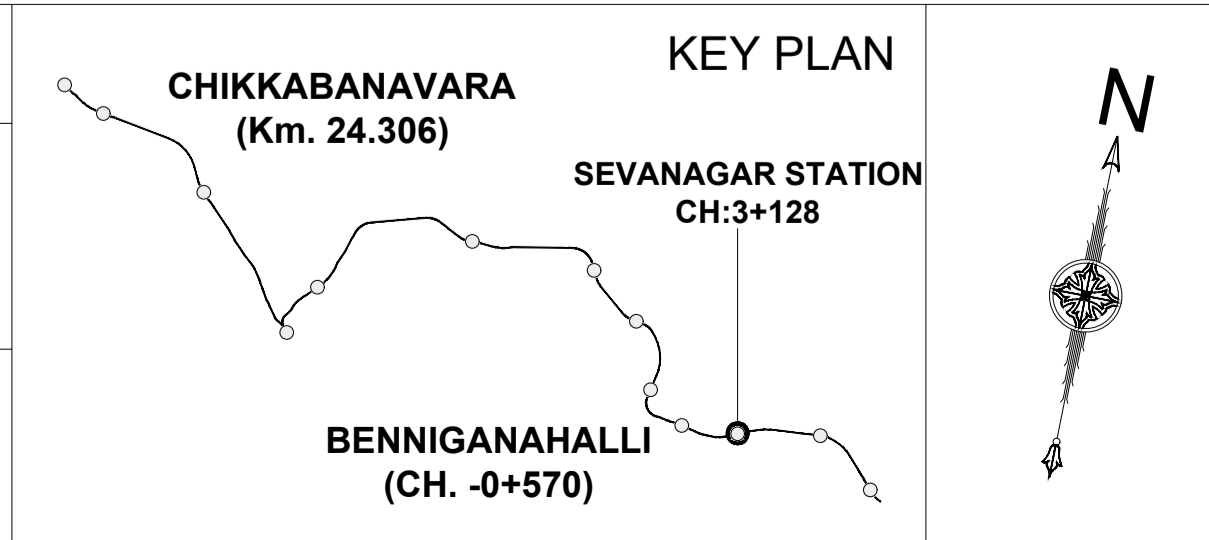 KEY PLAN
CHIKKABANAVARA
(Km. 24.306)
SEVANAGAR STATION
CH:3+128
BENNIGANAHALLI
(CH. -0+570)
N